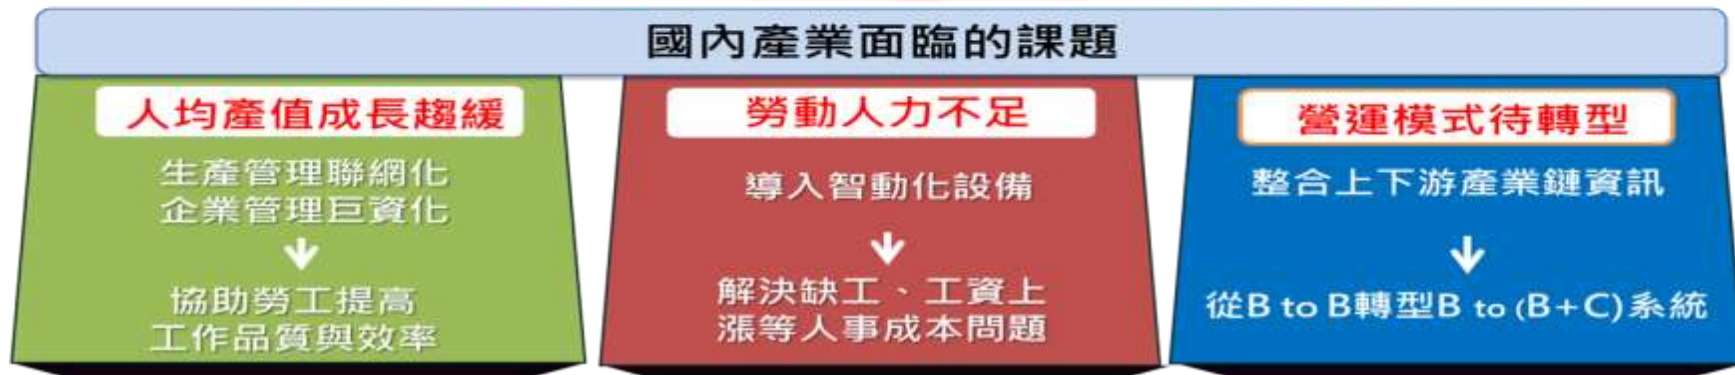 國內產業面臨的課題
人均產值成長趨緩
生產管理聯網化
企業管理巨資化
協助勞工提高
工作品質與效率
勞動人力不足
導入智動化設備
解決缺工、工資上
漲等人事成本問題
營運模式待轉型
整合上下游產業鏈資訊
從B to B轉型B to (B+C)系統